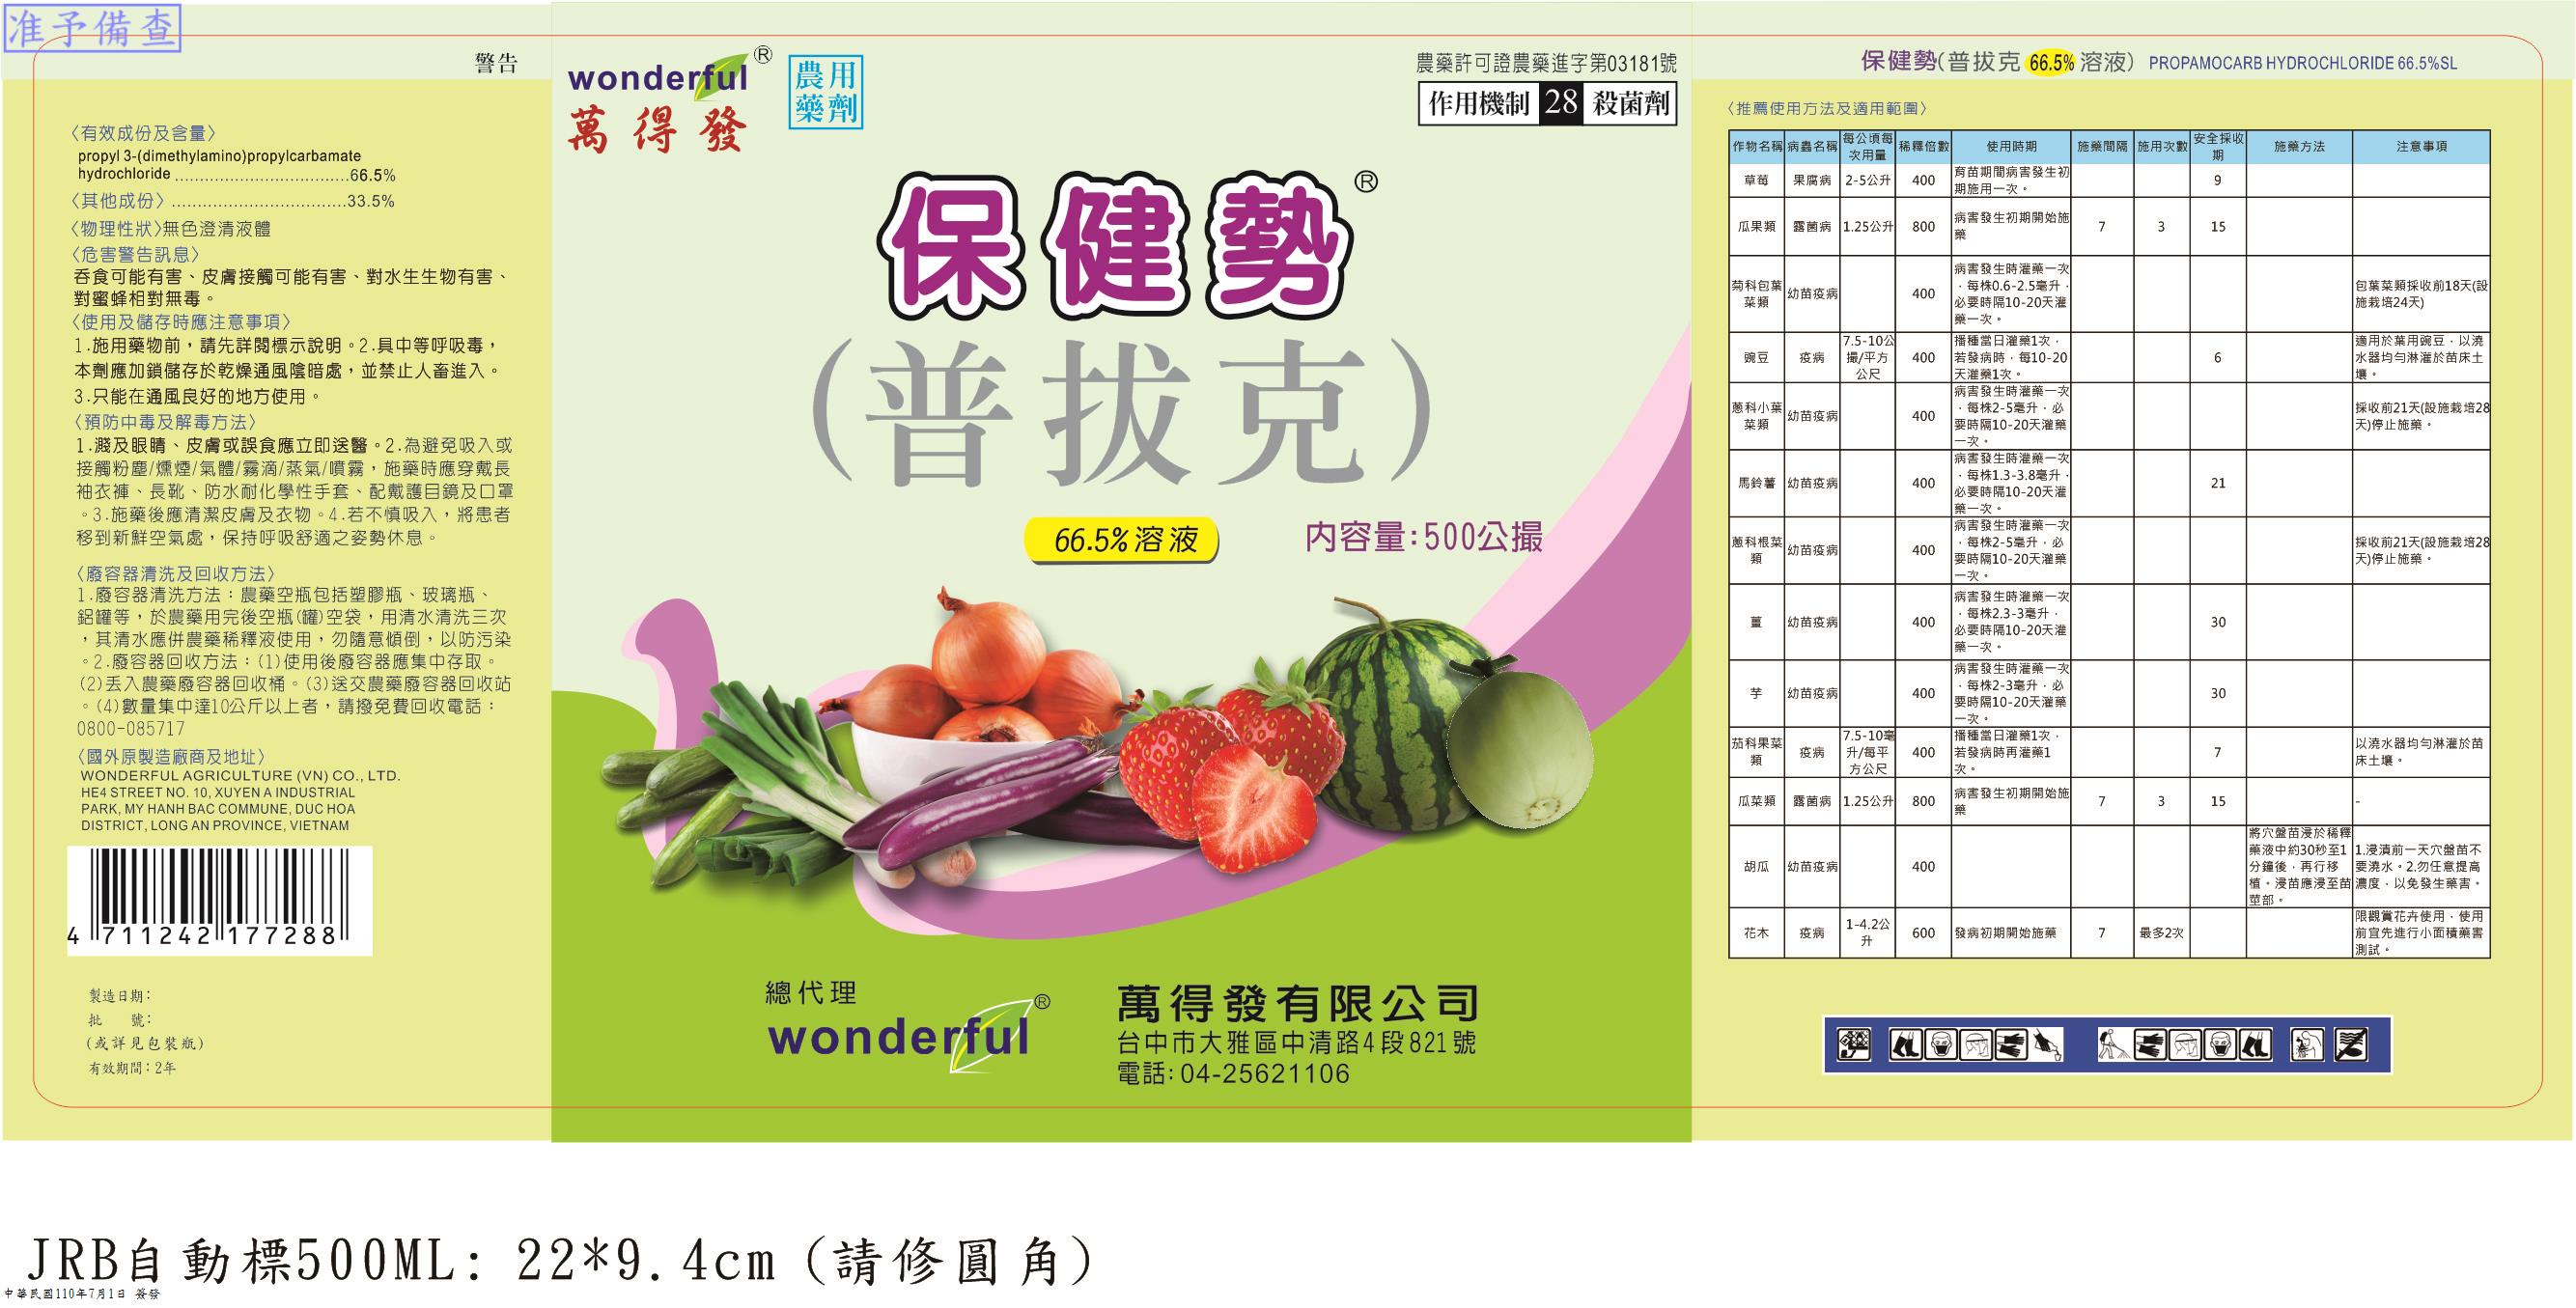 准予備查
警告
〈有效成份及含量〉
propyl 3-(dimethylamino)propylcarbamate
hydrochloride ...................................66.5%
〈其他成份〉...................................33.5%
〈物理性狀〉無色澄清液體
〈危害警告訊息〉
吞食可能有害、皮膚接觸可能有害、對水生生物有害、
對蜜蜂相對無毒。
〈使用及儲存時應注意事項〉
1.施用藥物前，請先詳閱標示說明。2.具中等呼吸毒，
本劑應加鎖儲存於乾燥通風陰暗處，並禁止人畜進入。
3.只能在通風良好的地方使用。
〈預防中毒及解毒方法〉
1.濺及眼睛、皮膚或誤食應立即送醫。2.為避免吸入或
接觸粉塵/燻煙/氣體/霧滴/蒸氣/噴霧，施藥時應穿戴長
袖衣褲、長靴、防水耐化學性手套、配戴護目鏡及口罩
。3.施藥後應清潔皮膚及衣物。4.若不慎吸入，將患者
移到新鮮空氣處，保持呼吸舒適之姿勢休息。
〈廢容器清洗及回收方法〉
1.廢容器清洗方法：農藥空瓶包括塑膠瓶、玻璃瓶、
鋁罐等，於農藥用完後空瓶(罐)空袋，用清水清洗三次
，其清水應併農藥稀釋液使用，勿隨意傾倒，以防污染
。2.廢容器回收方法：(1)使用後廢容器應集中存取。
(2)丟入農藥廢容器回收桶。(3)送交農藥廢容器回收站
。(4)數量集中達10公斤以上者，請撥免費回收電話：
0800-085717
〈國外原製造廠商及地址〉
WONDERFUL AGRICULTURE (VN) CO., LTD.
HE4 STREET NO. 10, XUYEN A INDUSTRIAL
PARK, MY HANH BAC COMMUNE, DUC HOA
DISTRICT, LONG AN PROVINCE, VIETNAM
4 711242 177288
製造日期：
批 號：
(或詳見包裝瓶)
有效期間：2年
wonderful®
萬得發
農用
藥劑
農藥許可證農藥進字第03181號
作用機制 28 殺菌劑
保健勢®
(普拔克)
66.5%溶液 內容量：500公撮
總代理
wonderful®
萬得發有限公司
台中市大雅區中清路4段821號
電話：04-25621106
保健勢(普拔克 66.5% 溶液) PROPAMOCARB HYDROCHLORIDE 66.5%SL
〈推薦使用方法及適用範圍〉
作物名稱 病蟲名稱 每公頃每次用量 稀釋倍數 使用時期 施藥間隔 施用次數 安全採收期 施藥方法 注意事項
草莓 果腐病 2-5公升 400 育苗期間病害發生初期施用一次。 9
瓜果類 露菌病 1.25公升 800 病害發生初期開始施藥 7 3 15
菊科包葉菜類 幼苗疫病 400 病害發生時灌藥一次，每株0.6-2.5毫升，必要時隔10-20天灌藥一次。 包葉菜類採收前18天(設施栽培24天)
豌豆 疫病 7.5-10公撮/平方公尺 400 播種當日灌藥1次，若發病時，每10-20天灌藥1次。 6 適用於葉用豌豆，以澆水器均勻淋灌於苗床土壤。
蔥科小葉菜類 幼苗疫病 400 病害發生時灌藥一次，每株2-5毫升，必要時隔10-20天灌藥一次。 採收前21天(設施栽培28天)停止施藥。
馬鈴薯 幼苗疫病 400 病害發生時灌藥一次，每株1.3-3.8毫升，必要時隔10-20天灌藥一次。 21
蔥科根菜類 幼苗疫病 400 病害發生時灌藥一次，每株2-5毫升，必要時隔10-20天灌藥一次。 採收前21天(設施栽培28天)停止施藥。
薑 幼苗疫病 400 病害發生時灌藥一次，每株2.3-3毫升，必要時隔10-20天灌藥一次。 30
芋 幼苗疫病 400 病害發生時灌藥一次，每株2-3毫升，必要時隔10-20天灌藥一次。 30
茄科果菜類 疫病 7.5-10毫升/每平方公尺 400 播種當日灌藥1次，若發病時再灌藥1次。 7 以澆水器均勻淋灌於苗床土壤。
瓜菜類 露菌病 1.25公升 800 病害發生初期開始施藥 7 3 15 -
胡瓜 幼苗疫病 400 將穴盤苗浸於稀釋藥液中約30秒至1分鐘後，再行移植。浸苗應浸至苗莖部。 1.浸漬前一天穴盤苗不要澆水。2.勿任意提高濃度，以免發生藥害。
花木 疫病 1-4.2公升 600 發病初期開始施藥 7 最多2次 限觀賞花卉使用，使用前宜先進行小面積藥害測試。
JRB自動標500ML: 22*9.4cm (請修圓角)
中華民國110年7月1日 簽發